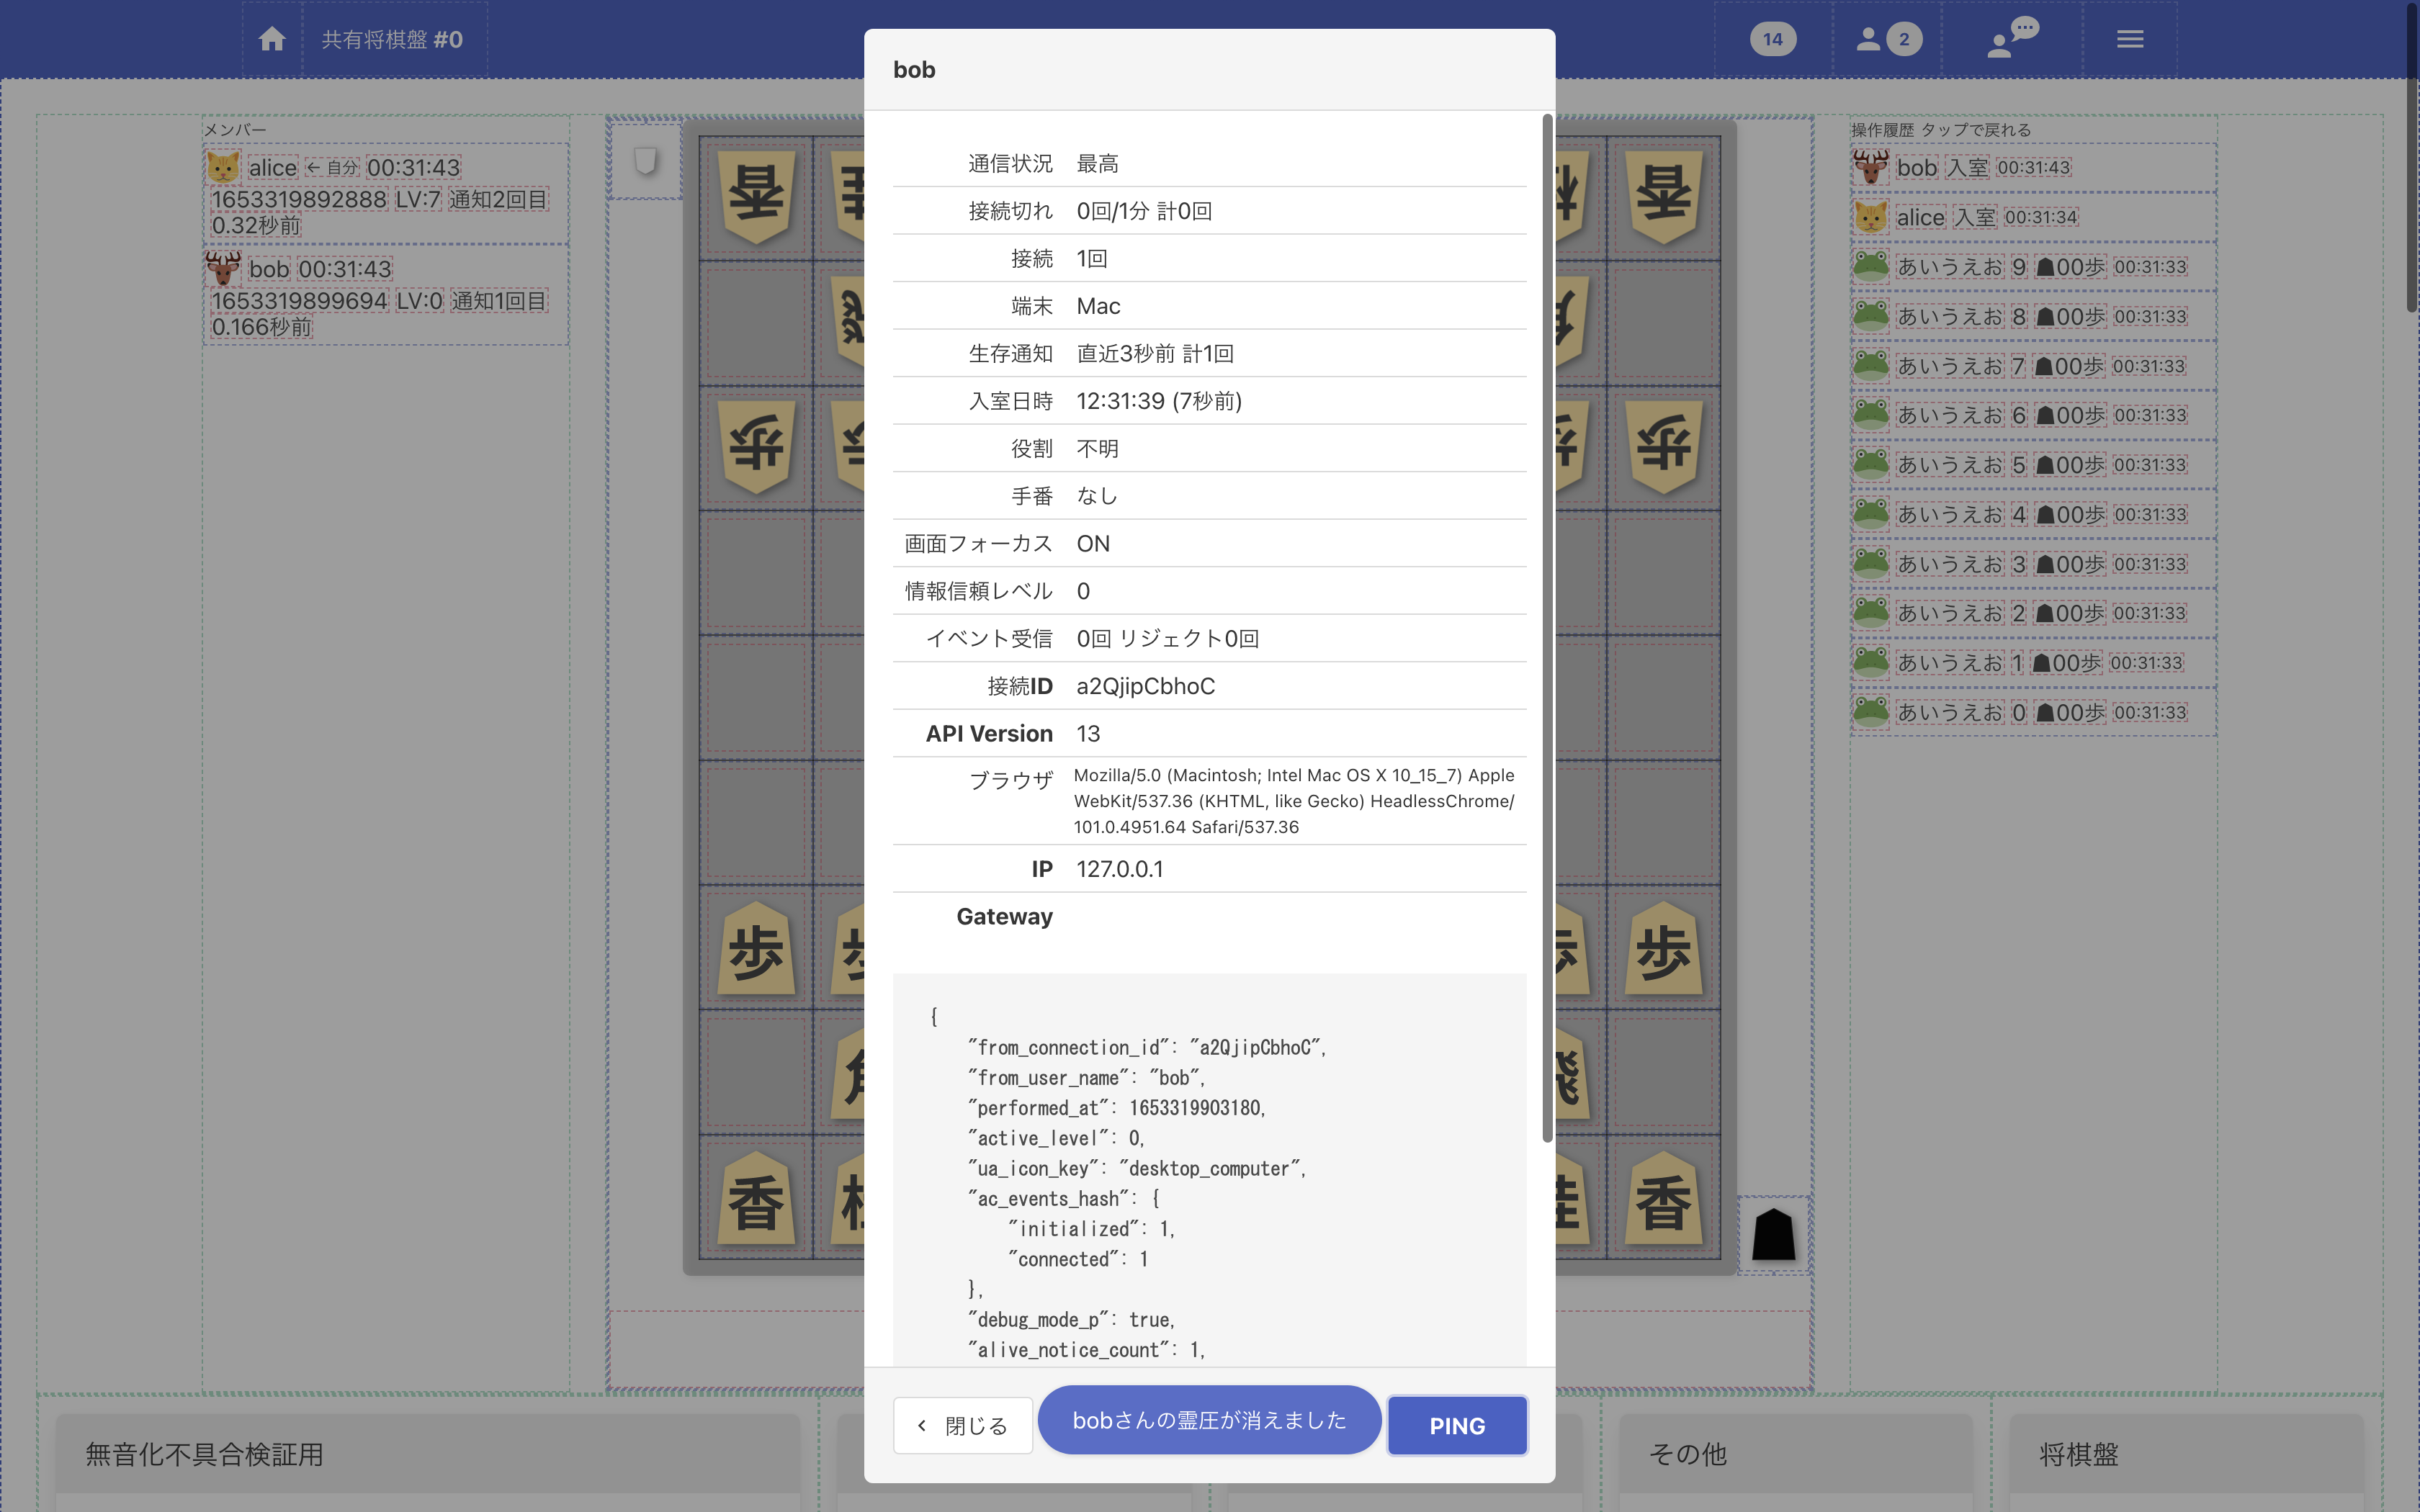 共有将棋盤 #0
14
2
メンバー
alice ← 自分 00:31:43
1653319892888 LV:7 通知2回目
0.32秒前
bob 00:31:43
1653319899694 LV:0 通知1回目
0.166秒前
香 香
歩 歩
歩 歩
香 香
bob
通信状況 最高
接続切れ 0回/1分 計0回
接続 1回
端末 Mac
生存通知 直近3秒前 計1回
入室日時 12:31:39 (7秒前)
役割 不明
手番 なし
画面フォーカス ON
情報信頼レベル 0
イベント受信 0回 リジェクト0回
接続ID a2QjipCbhoC
API Version 13
ブラウザ Mozilla/5.0 (Macintosh; Intel Mac OS X 10_15_7) Apple
WebKit/537.36 (KHTML, like Gecko) HeadlessChrome/
101.0.4951.64 Safari/537.36
IP 127.0.0.1
Gateway
{
"from_connection_id": "a2QjipCbhoC",
"from_user_name": "bob",
"performed_at": 1653319903180,
"active_level": 0,
"ua_icon_key": "desktop_computer",
"ac_events_hash": {
"initialized": 1,
"connected": 1
},
"debug_mode_p": true,
"alive_notice_count": 1,
閉じる
bobさんの霊圧が消えました
PING
操作履歴 タップで戻れる
bob 入室 00:31:43
alice 入室 00:31:34
あいうえお 9 ☗00歩 00:31:33
あいうえお 8 ☗00歩 00:31:33
あいうえお 7 ☗00歩 00:31:33
あいうえお 6 ☗00歩 00:31:33
あいうえお 5 ☗00歩 00:31:33
あいうえお 4 ☗00歩 00:31:33
あいうえお 3 ☗00歩 00:31:33
あいうえお 2 ☗00歩 00:31:33
あいうえお 1 ☗00歩 00:31:33
あいうえお 0 ☗00歩 00:31:33
無音化不具合検証用
その他
将棋盤